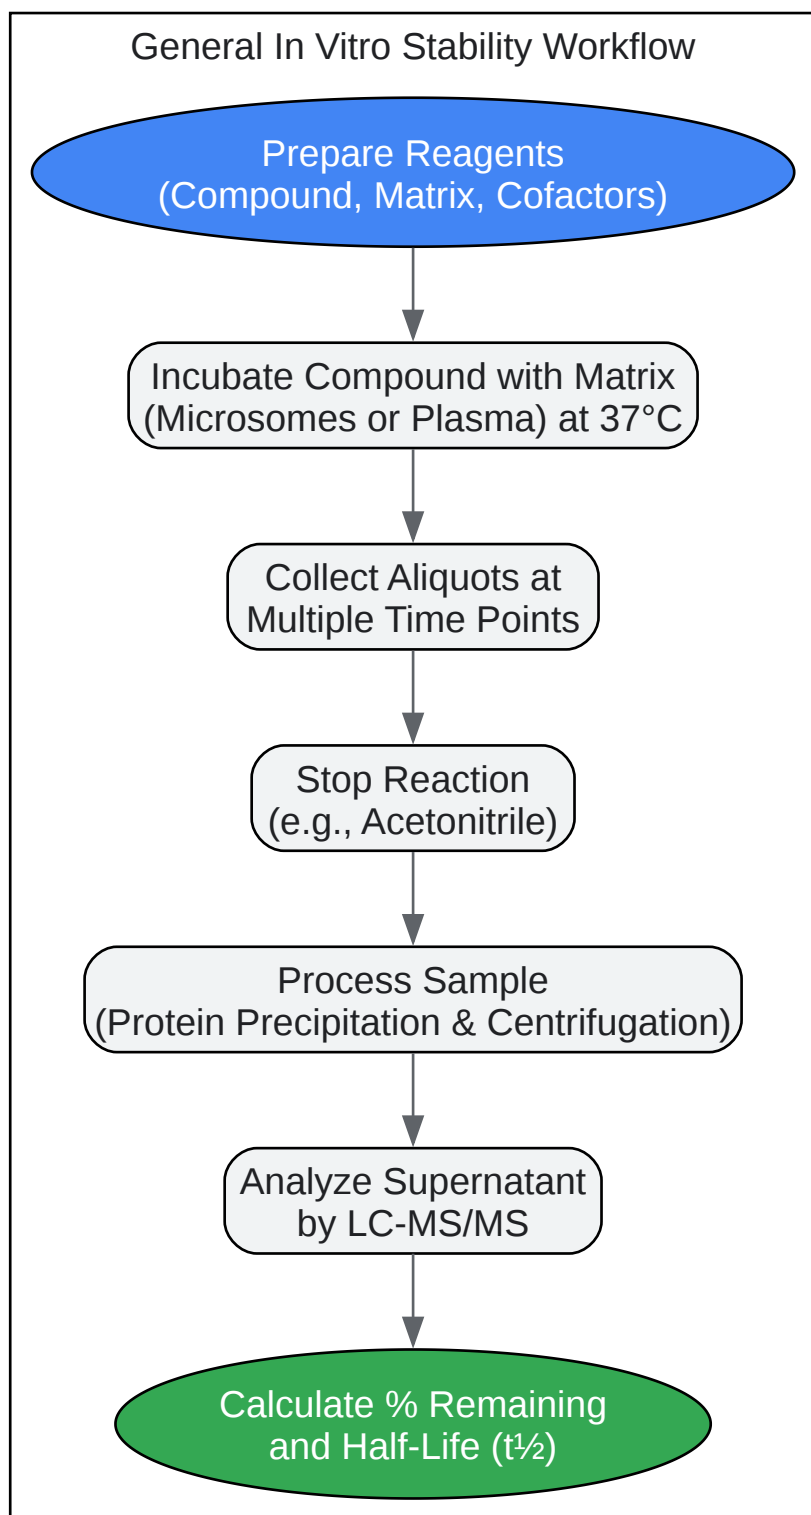 General In Vitro Stability Workflow
Prepare Reagents
(Compound, Matrix, Cofactors)
Incubate Compound with Matrix
(Microsomes or Plasma) at 37°C
Collect Aliquots at
Multiple Time Points
Stop Reaction
(e.g., Acetonitrile)
Process Sample
(Protein Precipitation & Centrifugation)
Analyze Supernatant
by LC-MS/MS
Calculate % Remaining
and Half-Life (t½)